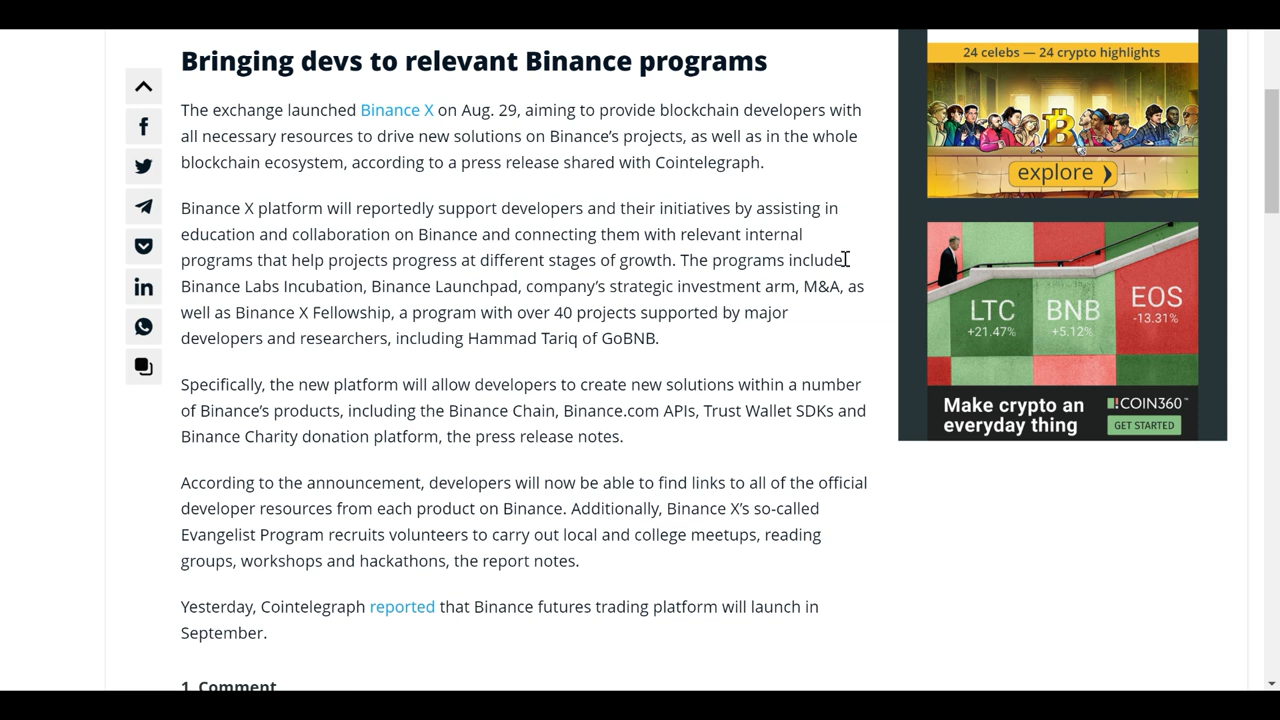 Bringing devs to relevant Binance programs
The exchange launched Binance X on Aug. 29, aiming to provide blockchain developers with
all necessary resources to drive new solutions on Binance's projects, as well as in the whole
blockchain ecosystem, according to a press release shared with Cointelegraph.
Binance X platform will reportedly support developers and their initiatives by assisting in
education and collaboration on Binance and connecting them with relevant internal
programs that help projects progress at different stages of growth. The programs include
Binance Labs Incubation, Binance Launchpad, company's strategic investment arm, M&A, as
well as Binance X Fellowship, a program with over 40 projects supported by major
developers and researchers, including Hammad Tariq of GoBNB.
Specifically, the new platform will allow developers to create new solutions within a number
of Binance's products, including the Binance Chain, Binance.com APIs, Trust Wallet SDKs and
Binance Charity donation platform, the press release notes.
According to the announcement, developers will now be able to find links to all of the official
developer resources from each product on Binance. Additionally, Binance X's so-called
Evangelist Program recruits volunteers to carry out local and college meetups, reading
groups, workshops and hackathons, the report notes.
Yesterday, Cointelegraph reported that Binance futures trading platform will launch in
September.
1 Comment
24 celebs — 24 crypto highlights
explore
LTC
+21.47%
BNB
+5.12%
EOS
-13.31%
Make crypto an
everyday thing
COIN360™
GET STARTED